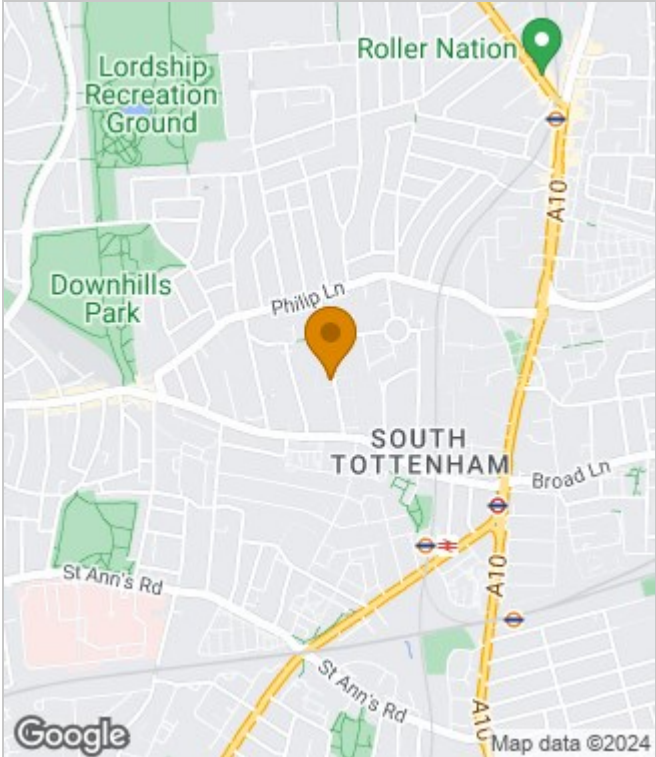 Roller Nation
Lordship
Recreation
Ground
A10
Downhills
Park
Philip Ln
SOUTH
TOTTENHAM
Broad Ln
St Ann's Rd
A10
St Ann's Rd
A10
Google
Map data ©2024